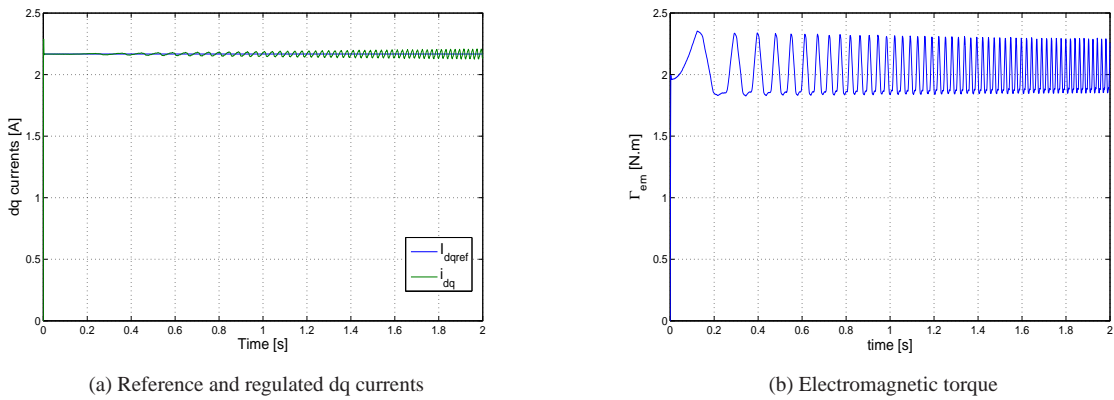 2.5
2
1.5
1
0.5
0
dq currents [A]
0 0.2 0.4 0.6 0.8 1 1.2 1.4 1.6 1.8 2
Time [s]
I_dqref
i_dq
(a) Reference and regulated dq currents
2.5
2
1.5
1
0.5
0
Γ_em [N.m]
0 0.2 0.4 0.6 0.8 1 1.2 1.4 1.6 1.8 2
time [s]
(b) Electromagnetic torque